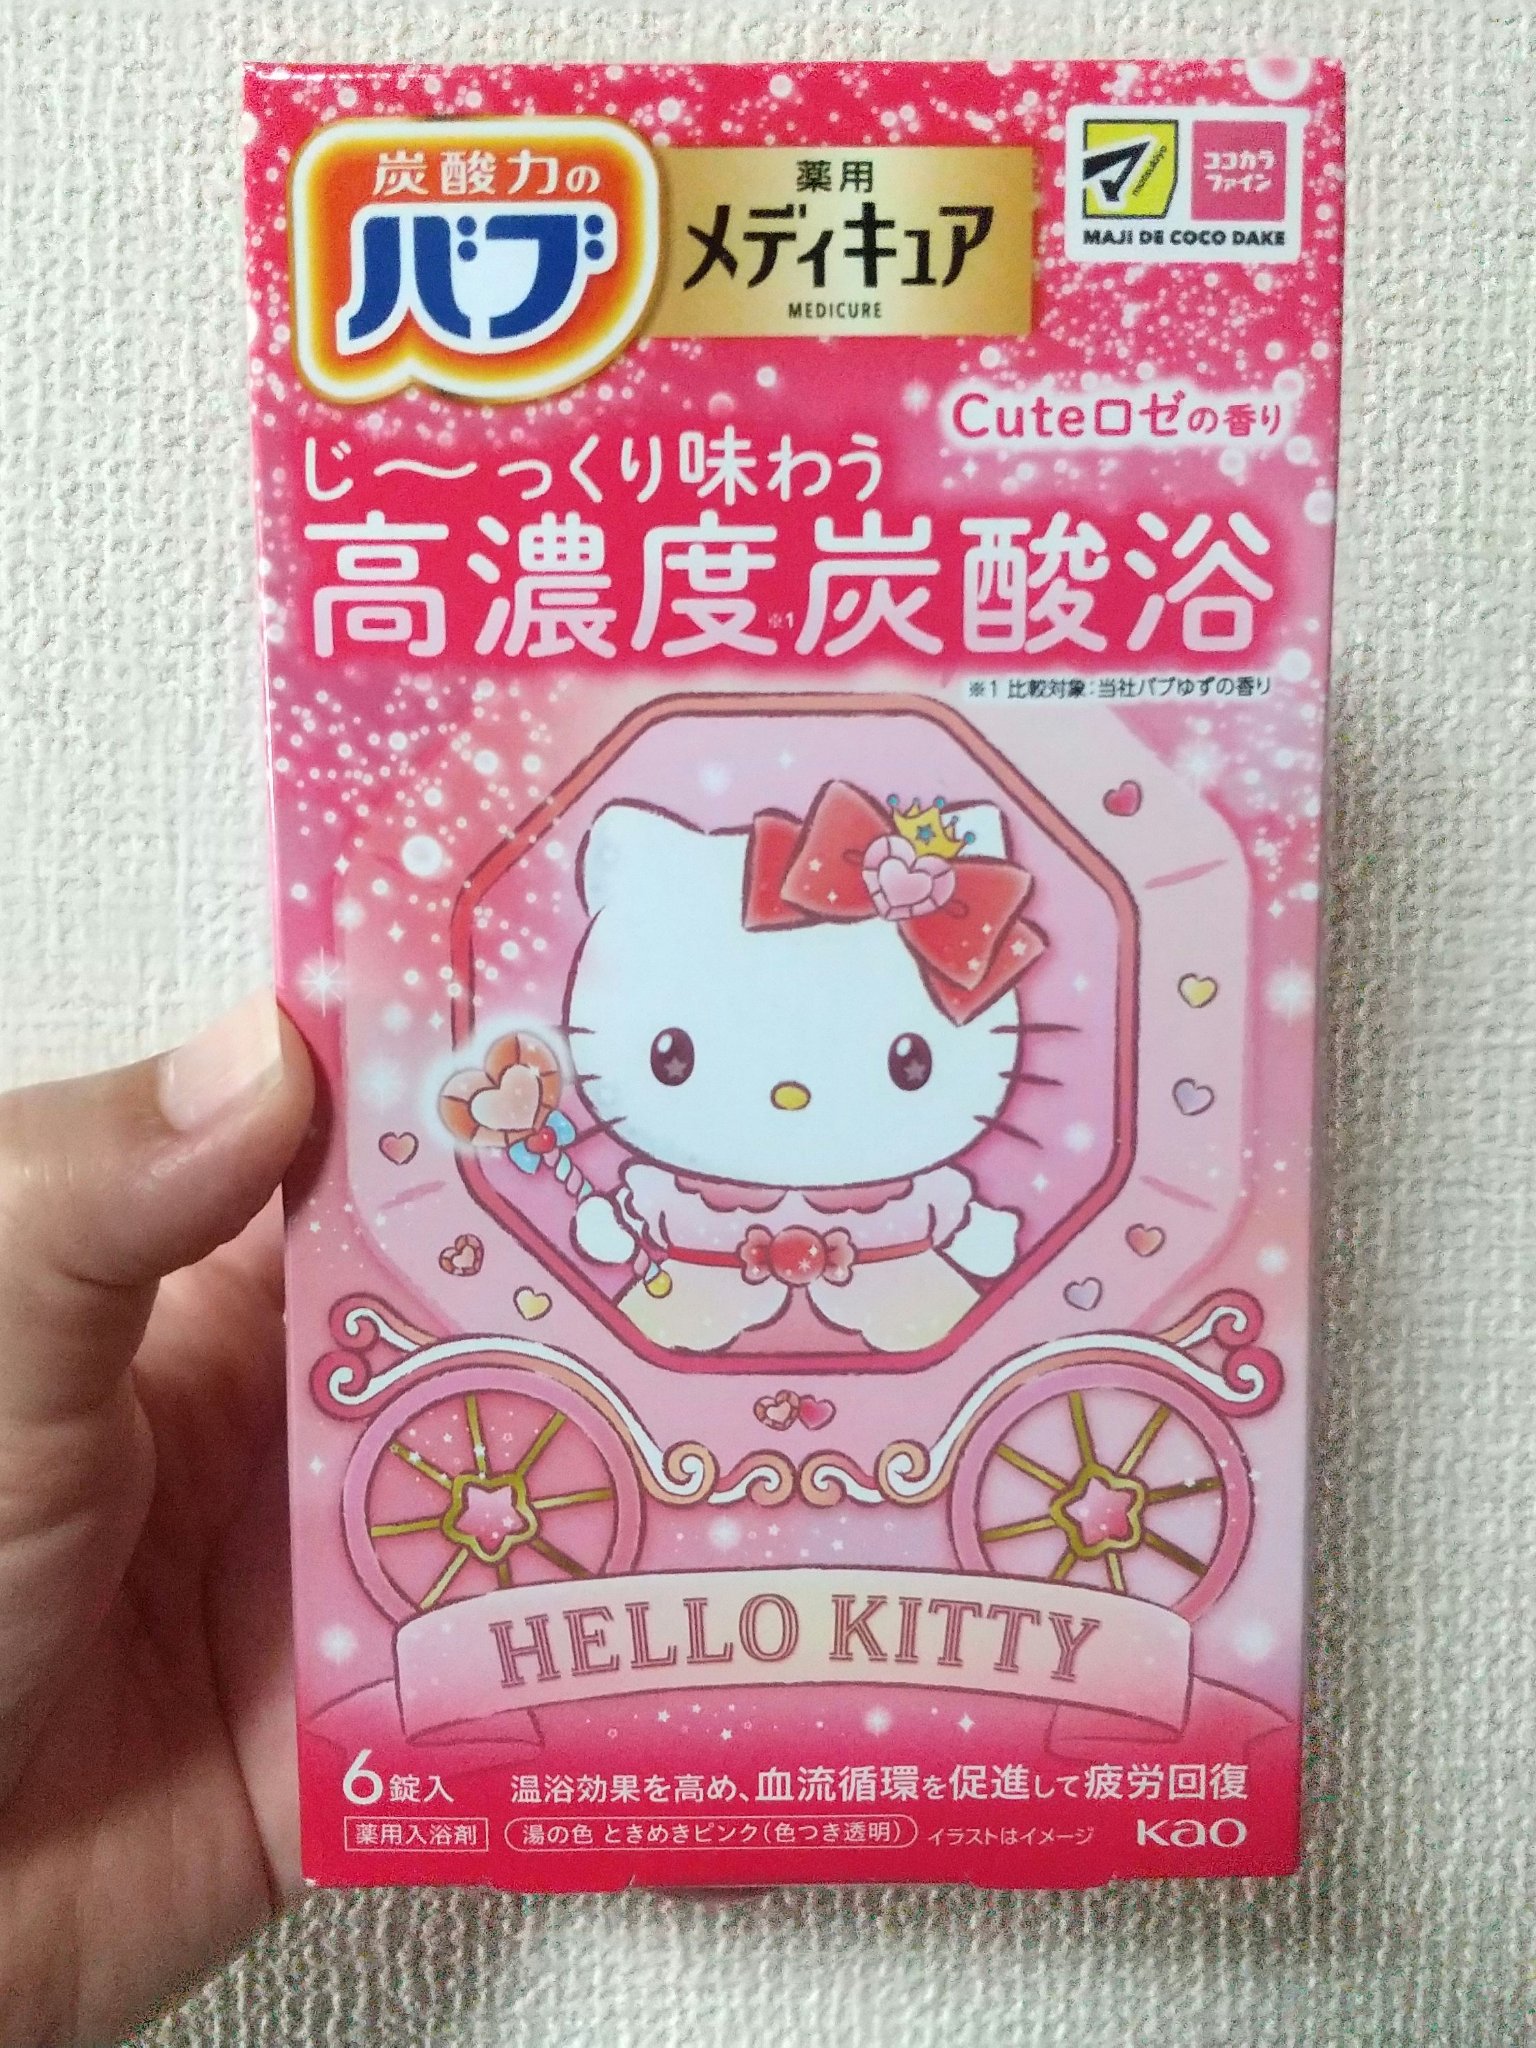 炭酸力の
バブ
薬用
メディキュア
MEDICURE
matsukiyo
ココカラ
ファイン
MAJI DE COCO DAKE
Cuteロゼの香り
じ〜っくり味わう
高濃度※1炭酸浴
※1 比較対象：当社バブゆずの香り
HELLO KITTY
6錠入 温浴効果を高め、血流循環を促進して疲労回復
薬用入浴剤 湯の色 ときめきピンク（色つき透明） イラストはイメージ Kao